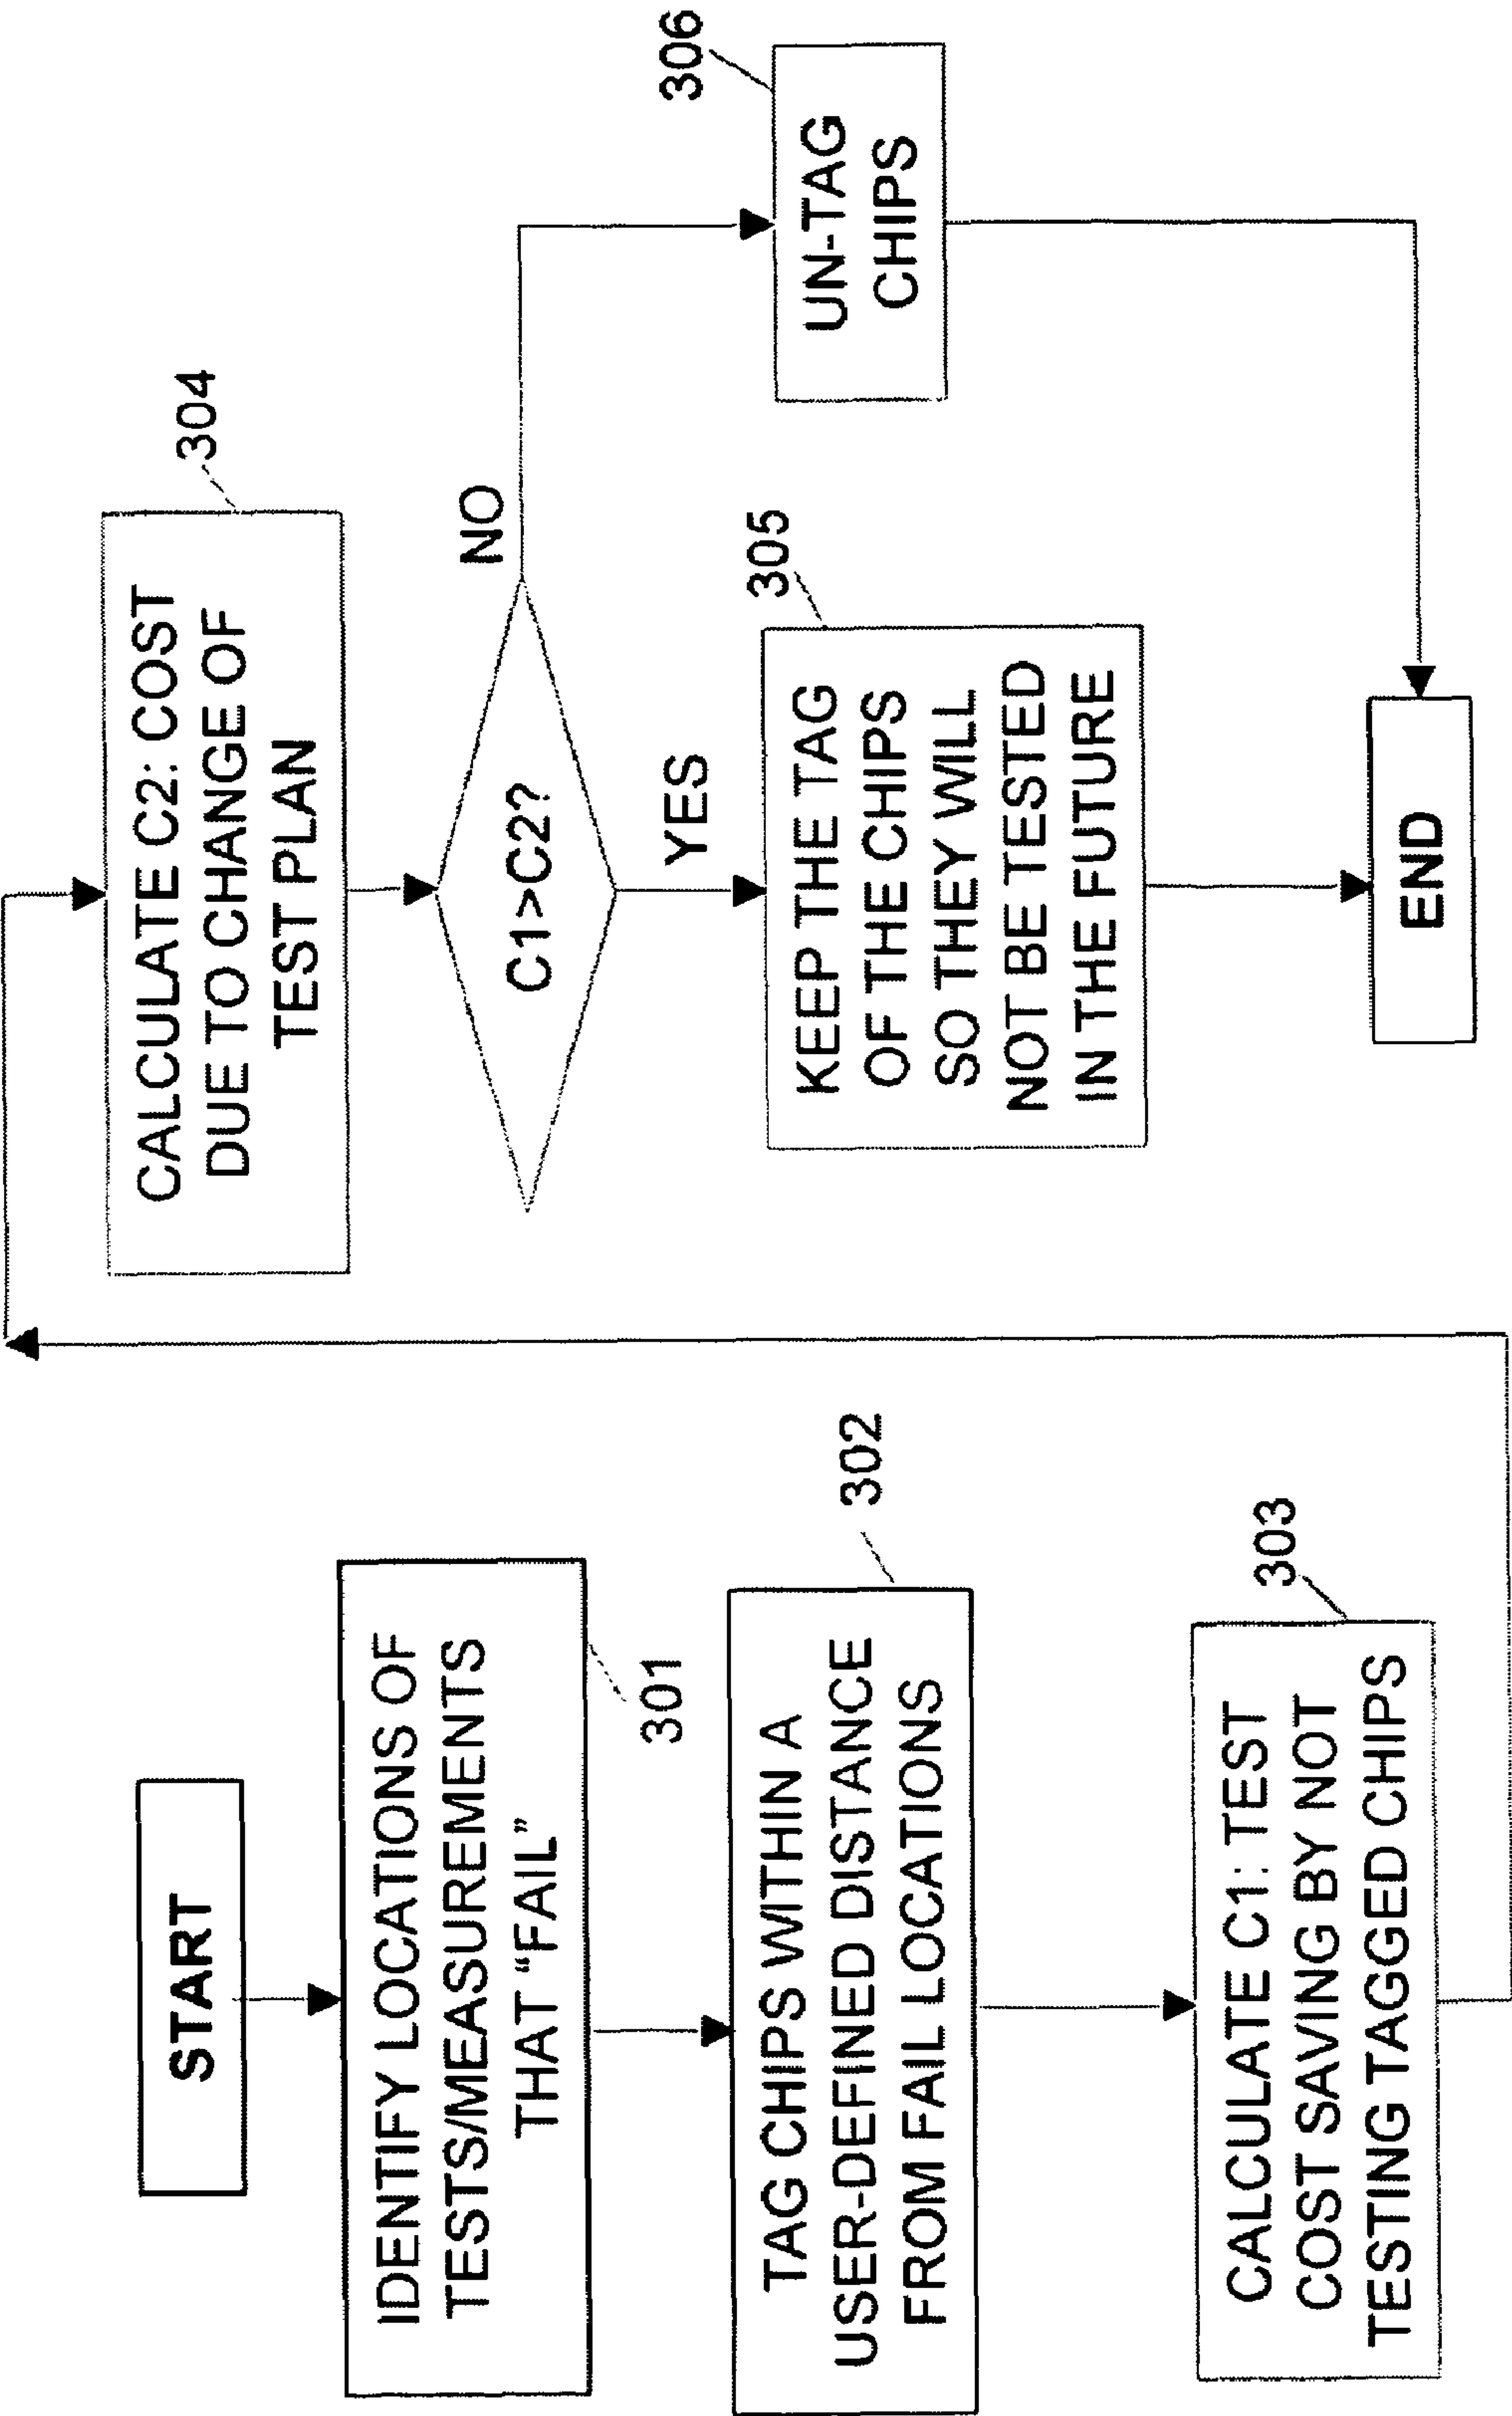 START
IDENTIFY LOCATIONS OF
TESTS/MEASUREMENTS
THAT “FAIL”
301
TAG CHIPS WITHIN A
USER-DEFINED DISTANCE
FROM FAIL LOCATIONS
302
CALCULATE C1: TEST
COST SAVING BY NOT
TESTING TAGGED CHIPS
303
CALCULATE C2: COST
DUE TO CHANGE OF
TEST PLAN
304
C1>C2?
NO
YES
KEEP THE TAG
OF THE CHIPS
SO THEY WILL
NOT BE TESTED
IN THE FUTURE
305
UN-TAG
CHIPS
306
END